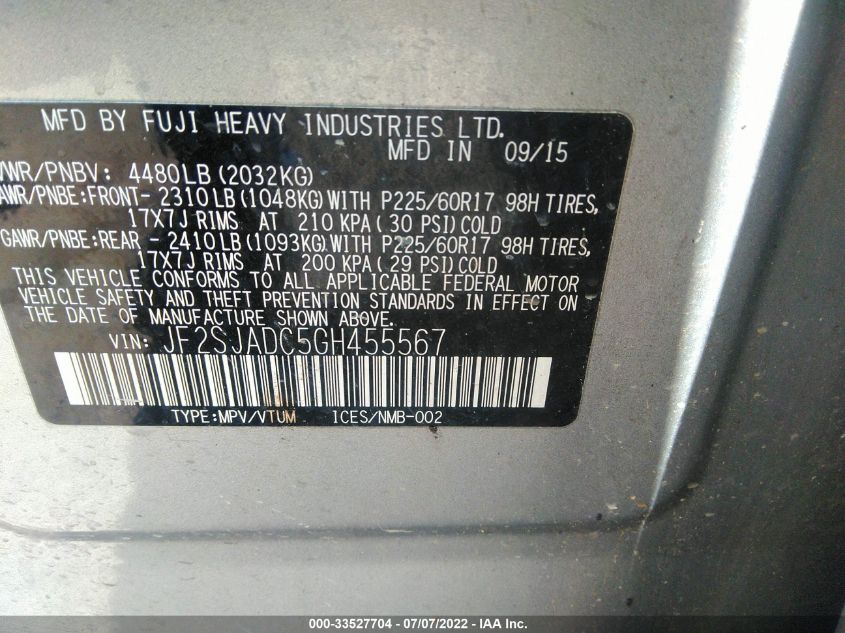 MFD BY FUJI HEAVY INDUSTRIES LTD.
MFD IN 09/15
VWR/PNBV: 4480LB (2032KG)
AWR/PNBE:FRONT- 2310LB (1048KG) WITH P225/60R17 98H TIRES,
17X7J RIMS AT 210 KPA ( 30 PSI) COLD
GAWR/PNBE:REAR - 2410LB (1093KG) WITH P225/60R17 98H TIRES,
17X7J RIMS AT 200 KPA ( 29 PSI) COLD
THIS VEHICLE CONFORMS TO ALL APPLICABLE FEDERAL MOTOR
VEHICLE SAFETY AND THEFT PREVENTION STANDARDS IN EFFECT ON
THE DATE OF MANUFACTURE SHOWN ABOVE.
VIN: JF2SJADC5GH455567
TYPE:MPV/VTUM ICES/NMB-002
000-33527704 - 07/07/2022 - IAA Inc.